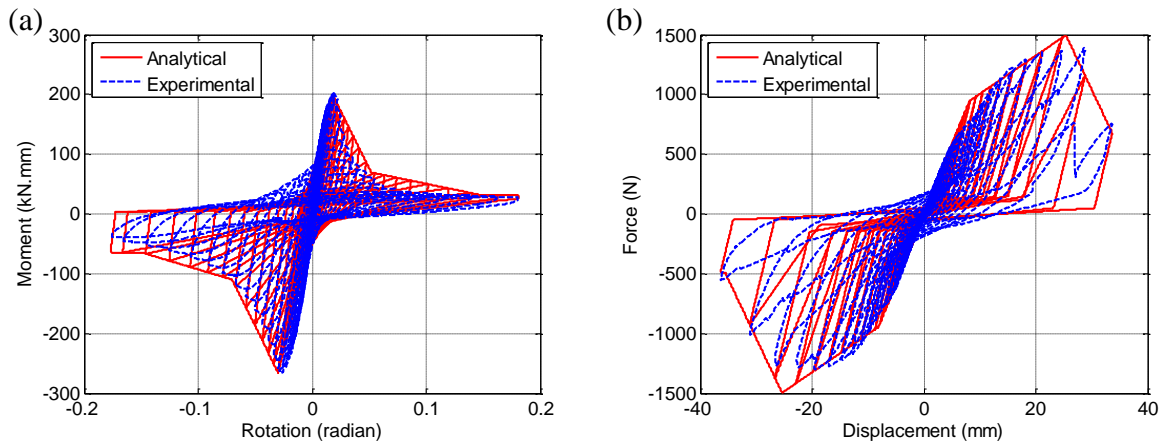 (a)
300
200
100
0
-100
-200
-300
Moment (kN.mm)
Analytical
Experimental
-0.2
-0.1
0
0.1
0.2
Rotation (radian)
(b)
1500
1000
500
0
-500
-1000
-1500
Force (N)
Analytical
Experimental
-40
-20
0
20
40
Displacement (mm)